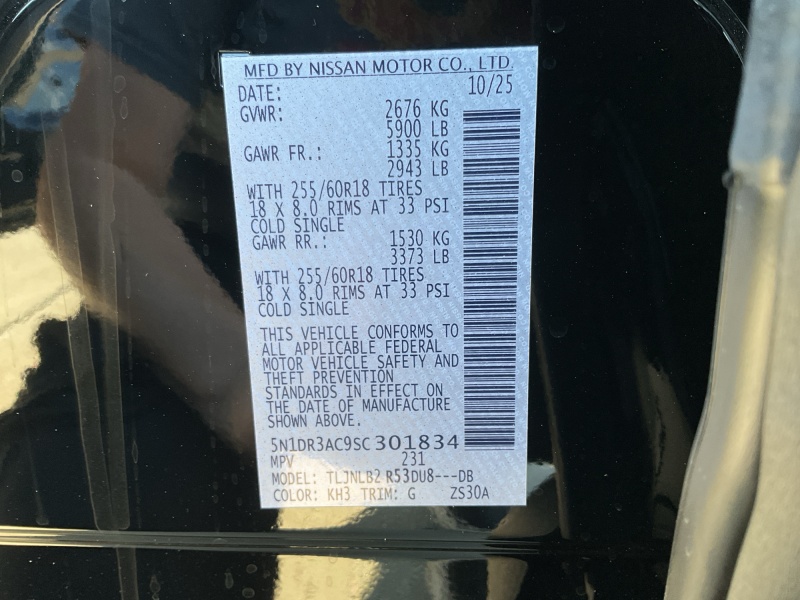 MFD BY NISSAN MOTOR CO., LTD.
DATE: 10/25
GVWR: 2676 KG
5900 LB
GAWR FR.: 1335 KG
2943 LB
WITH 255/60R18 TIRES
18 X 8.0 RIMS AT 33 PSI
COLD SINGLE
GAWR RR.: 1530 KG
3373 LB
WITH 255/60R18 TIRES
18 X 8.0 RIMS AT 33 PSI
COLD SINGLE
THIS VEHICLE CONFORMS TO
ALL APPLICABLE FEDERAL
MOTOR VEHICLE SAFETY AND
THEFT PREVENTION
STANDARDS IN EFFECT ON
THE DATE OF MANUFACTURE
SHOWN ABOVE.
5N1DR3AC9SC301834
MPV 231
MODEL: TLJNLB2 R53DU8---DB
COLOR: KH3 TRIM: G ZS30A